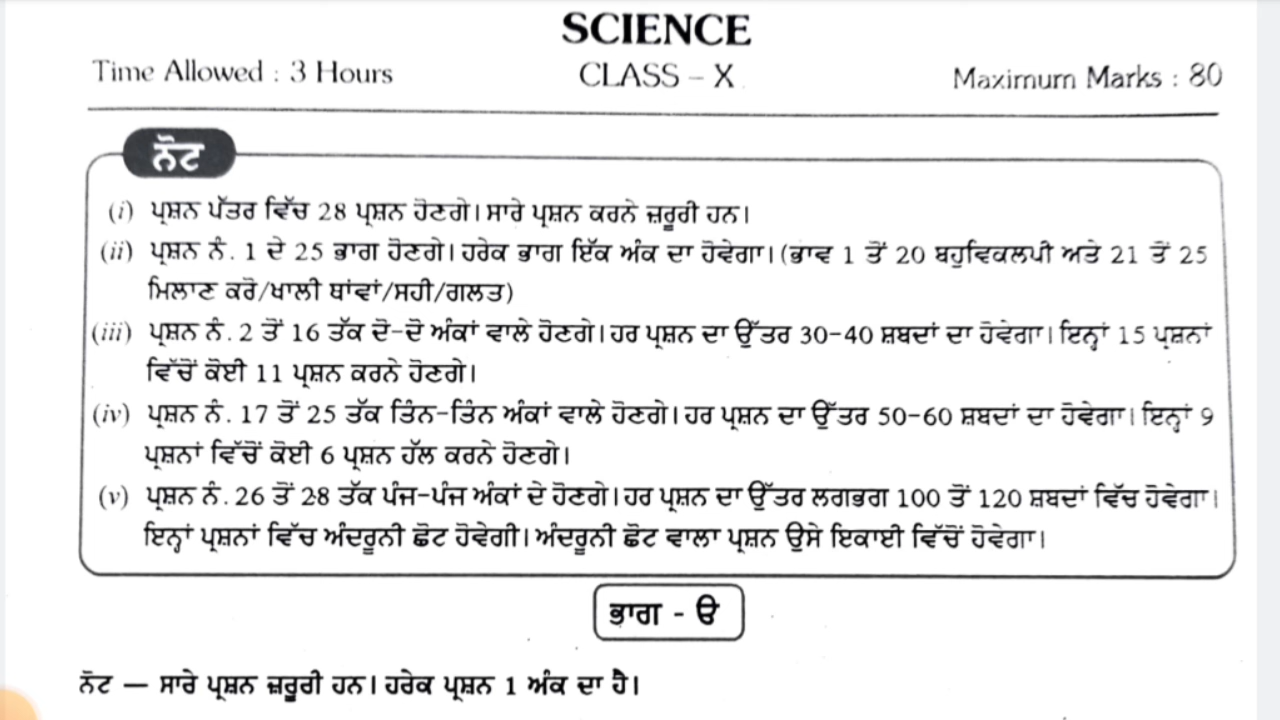 SCIENCE
Time Allowed : 3 Hours CLASS – X Maximum Marks : 80
ਨੋਟ
(i) ਪ੍ਰਸ਼ਨ ਪੱਤਰ ਵਿੱਚ 28 ਪ੍ਰਸ਼ਨ ਹੋਣਗੇ। ਸਾਰੇ ਪ੍ਰਸ਼ਨ ਕਰਨੇ ਜ਼ਰੂਰੀ ਹਨ।
(ii) ਪ੍ਰਸ਼ਨ ਨੰ. 1 ਦੇ 25 ਭਾਗ ਹੋਣਗੇ। ਹਰੇਕ ਭਾਗ ਇੱਕ ਅੰਕ ਦਾ ਹੋਵੇਗਾ। (ਭਾਵ 1 ਤੋਂ 20 ਬਹੁਵਿਕਲਪੀ ਅਤੇ 21 ਤੋਂ 25
ਮਿਲਾਣ ਕਰੋ/ਖਾਲੀ ਥਾਂਵਾਂ/ਸਹੀ/ਗਲਤ)
(iii) ਪ੍ਰਸ਼ਨ ਨੰ. 2 ਤੋਂ 16 ਤੱਕ ਦੋ-ਦੋ ਅੰਕਾਂ ਵਾਲੇ ਹੋਣਗੇ। ਹਰ ਪ੍ਰਸ਼ਨ ਦਾ ਉੱਤਰ 30-40 ਸ਼ਬਦਾਂ ਦਾ ਹੋਵੇਗਾ। ਇਨ੍ਹਾਂ 15 ਪ੍ਰਸ਼ਨਾਂ
ਵਿੱਚੋਂ ਕੋਈ 11 ਪ੍ਰਸ਼ਨ ਕਰਨੇ ਹੋਣਗੇ।
(iv) ਪ੍ਰਸ਼ਨ ਨੰ. 17 ਤੋਂ 25 ਤੱਕ ਤਿੰਨ-ਤਿੰਨ ਅੰਕਾਂ ਵਾਲੇ ਹੋਣਗੇ। ਹਰ ਪ੍ਰਸ਼ਨ ਦਾ ਉੱਤਰ 50-60 ਸ਼ਬਦਾਂ ਦਾ ਹੋਵੇਗਾ। ਇਨ੍ਹਾਂ 9
ਪ੍ਰਸ਼ਨਾਂ ਵਿੱਚੋਂ ਕੋਈ 6 ਪ੍ਰਸ਼ਨ ਹੱਲ ਕਰਨੇ ਹੋਣਗੇ।
(v) ਪ੍ਰਸ਼ਨ ਨੰ. 26 ਤੋਂ 28 ਤੱਕ ਪੰਜ-ਪੰਜ ਅੰਕਾਂ ਦੇ ਹੋਣਗੇ। ਹਰ ਪ੍ਰਸ਼ਨ ਦਾ ਉੱਤਰ ਲਗਭਗ 100 ਤੋਂ 120 ਸ਼ਬਦਾਂ ਵਿੱਚ ਹੋਵੇਗਾ।
ਇਨ੍ਹਾਂ ਪ੍ਰਸ਼ਨਾਂ ਵਿੱਚ ਅੰਦਰੂਨੀ ਛੋਟ ਹੋਵੇਗੀ। ਅੰਦਰੂਨੀ ਛੋਟ ਵਾਲਾ ਪ੍ਰਸ਼ਨ ਉਸੇ ਇਕਾਈ ਵਿੱਚੋਂ ਹੋਵੇਗਾ।
ਭਾਗ - ੳ
ਨੋਟ — ਸਾਰੇ ਪ੍ਰਸ਼ਨ ਜ਼ਰੂਰੀ ਹਨ। ਹਰੇਕ ਪ੍ਰਸ਼ਨ 1 ਅੰਕ ਦਾ ਹੈ।